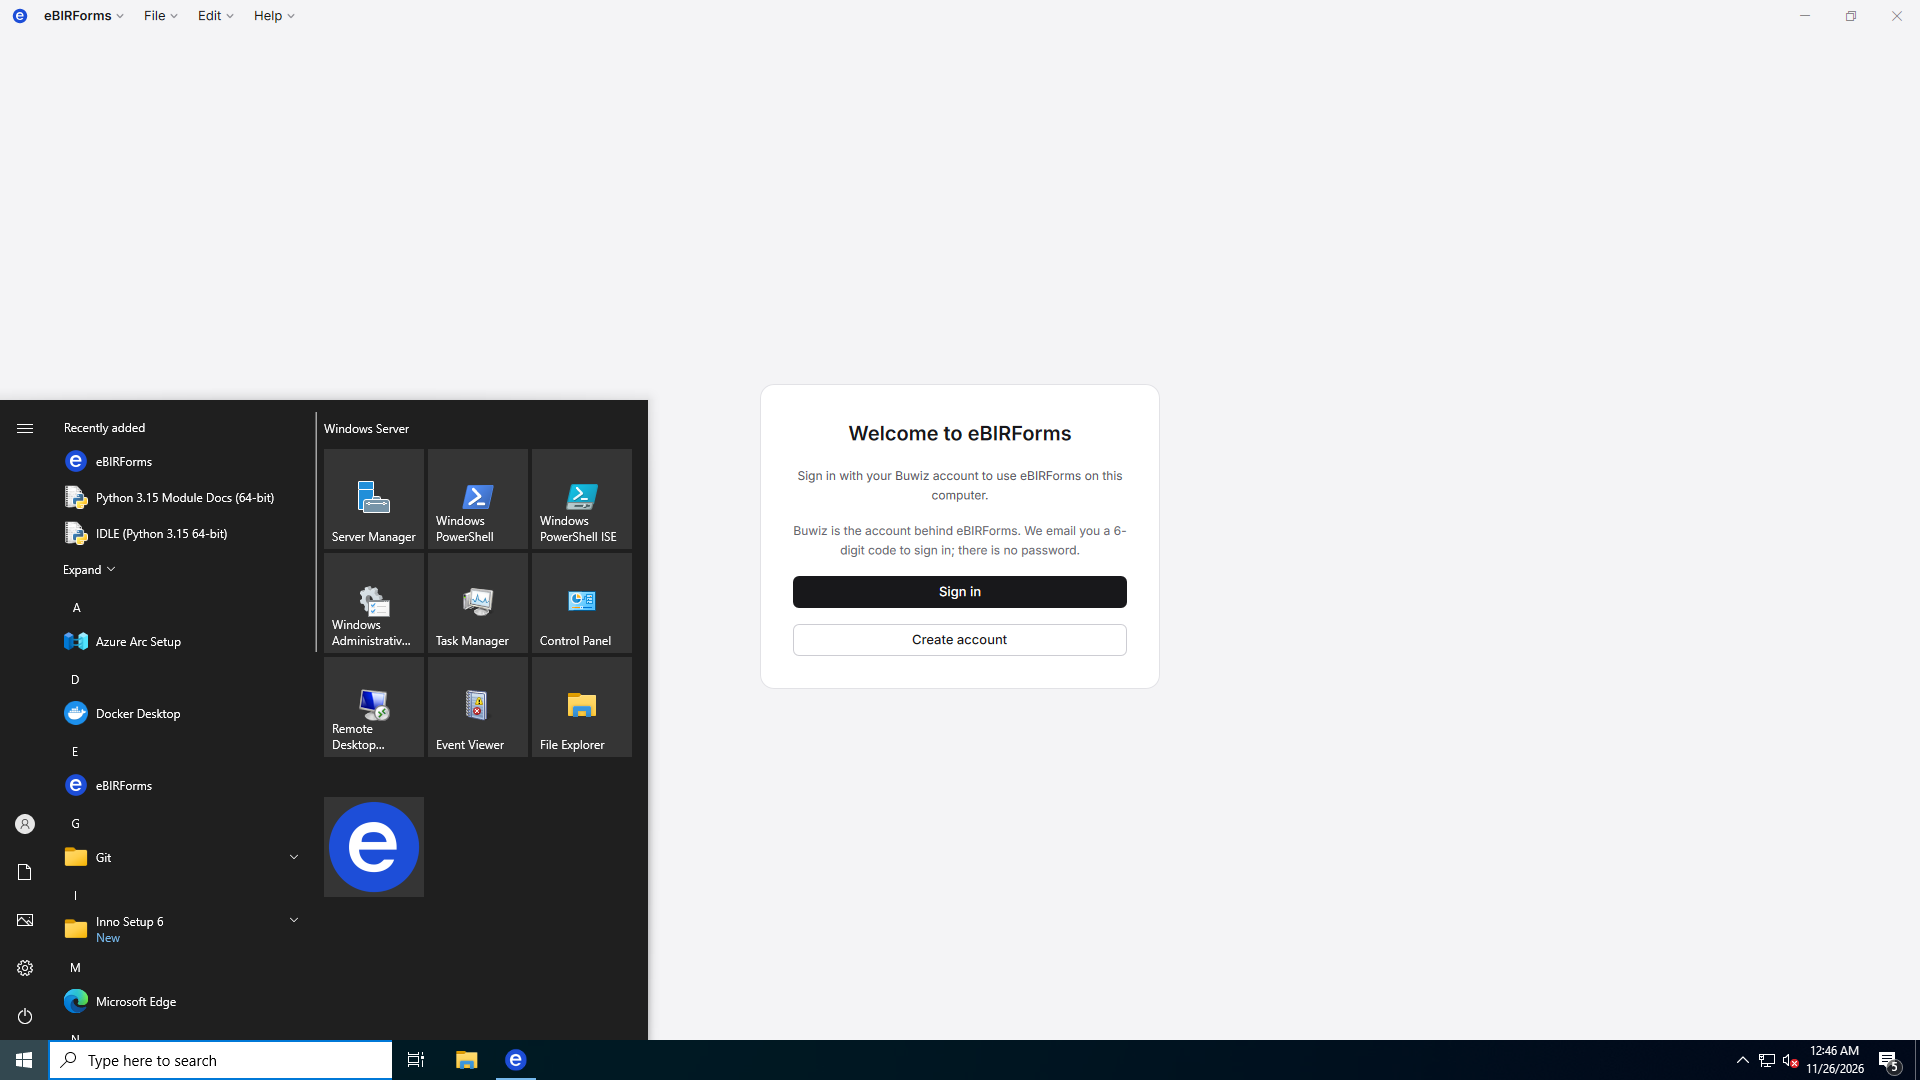 eBIRForms
File
Edit
Help
Welcome to eBIRForms
Sign in with your Buwiz account to use eBIRForms on this
computer.
Buwiz is the account behind eBIRForms. We email you a 6-
digit code to sign in; there is no password.
Sign in
Create account
Recently added
eBIRForms
Python 3.15 Module Docs (64-bit)
IDLE (Python 3.15 64-bit)
Expand
A
Azure Arc Setup
D
Docker Desktop
E
eBIRForms
G
Git
I
Inno Setup 6
New
M
Microsoft Edge
N
Windows Server
Server Manager
Windows
PowerShell
Windows
PowerShell ISE
Windows
Administrativ...
Task Manager
Control Panel
Remote
Desktop...
Event Viewer
File Explorer
e
Type here to search
12:46 AM
11/26/2026
5